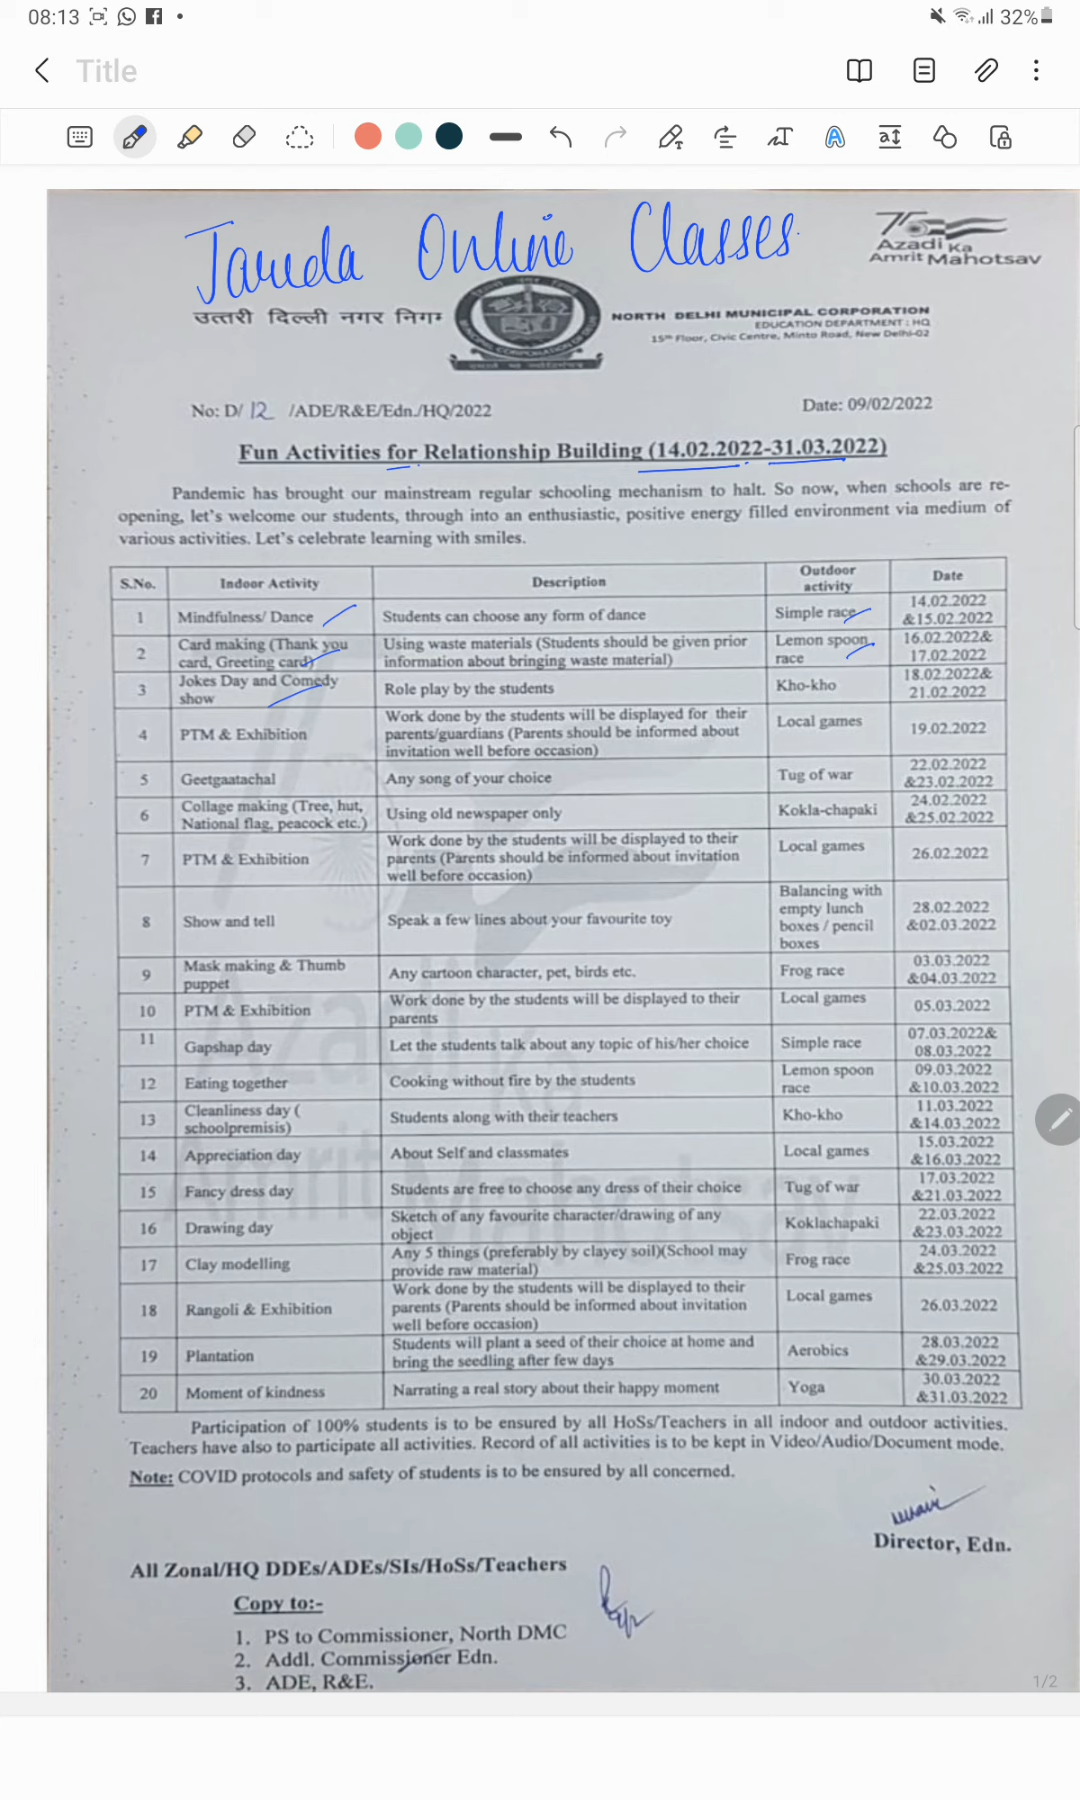 08:13
32%
Title
Jaruda Online Classes
Azadi Ka
Amrit Mahotsav
उत्तरी दिल्ली नगर निगम
NORTH DELHI MUNICIPAL CORPORATION
EDUCATION DEPARTMENT : HQ
15th Floor, Civic Centre, Minto Road, New Delhi-02
No: D/ 12 /ADE/R&E/Edn./HQ/2022
Date: 09/02/2022
Fun Activities for Relationship Building (14.02.2022-31.03.2022)
Pandemic has brought our mainstream regular schooling mechanism to halt. So now, when schools are re-
opening, let's welcome our students, through into an enthusiastic, positive energy filled environment via medium of
various activities. Let's celebrate learning with smiles.
S.No. Indoor Activity Description Outdoor activity Date
1 Mindfulness/ Dance Students can choose any form of dance Simple race 14.02.2022 &15.02.2022
2 Card making (Thank you card, Greeting card) Using waste materials (Students should be given prior information about bringing waste material) Lemon spoon race 16.02.2022& 17.02.2022
3 Jokes Day and Comedy show Role play by the students Kho-kho 18.02.2022& 21.02.2022
4 PTM & Exhibition Work done by the students will be displayed for their parents/guardians (Parents should be informed about invitation well before occasion) Local games 19.02.2022
5 Geetgaatachal Any song of your choice Tug of war 22.02.2022 &23.02.2022
6 Collage making (Tree, hut, National flag, peacock etc.) Using old newspaper only Kokla-chapaki 24.02.2022 &25.02.2022
7 PTM & Exhibition Work done by the students will be displayed to their parents (Parents should be informed about invitation well before occasion) Local games 26.02.2022
8 Show and tell Speak a few lines about your favourite toy Balancing with empty lunch boxes / pencil boxes 28.02.2022 &02.03.2022
9 Mask making & Thumb puppet Any cartoon character, pet, birds etc. Frog race 03.03.2022 &04.03.2022
10 PTM & Exhibition Work done by the students will be displayed to their parents Local games 05.03.2022
11 Gapshap day Let the students talk about any topic of his/her choice Simple race 07.03.2022& 08.03.2022
12 Eating together Cooking without fire by the students Lemon spoon race 09.03.2022 &10.03.2022
13 Cleanliness day ( schoolpremisis) Students along with their teachers Kho-kho 11.03.2022 &14.03.2022
14 Appreciation day About Self and classmates Local games 15.03.2022 &16.03.2022
15 Fancy dress day Students are free to choose any dress of their choice Tug of war 17.03.2022 &21.03.2022
16 Drawing day Sketch of any favourite character/drawing of any object Koklachapaki 22.03.2022 &23.03.2022
17 Clay modelling Any 5 things (preferably by clayey soil)(School may provide raw material) Frog race 24.03.2022 &25.03.2022
18 Rangoli & Exhibition Work done by the students will be displayed to their parents (Parents should be informed about invitation well before occasion) Local games 26.03.2022
19 Plantation Students will plant a seed of their choice at home and bring the seedling after few days Aerobics 28.03.2022 &29.03.2022
20 Moment of kindness Narrating a real story about their happy moment Yoga 30.03.2022 &31.03.2022
Participation of 100% students is to be ensured by all HoSs/Teachers in all indoor and outdoor activities.
Teachers have also to participate all activities. Record of all activities is to be kept in Video/Audio/Document mode.
Note: COVID protocols and safety of students is to be ensured by all concerned.
Director, Edn.
All Zonal/HQ DDEs/ADEs/SIs/HoSs/Teachers
Copy to:-
1. PS to Commissioner, North DMC
2. Addl. Commissioner Edn.
3. ADE, R&E.
1/2